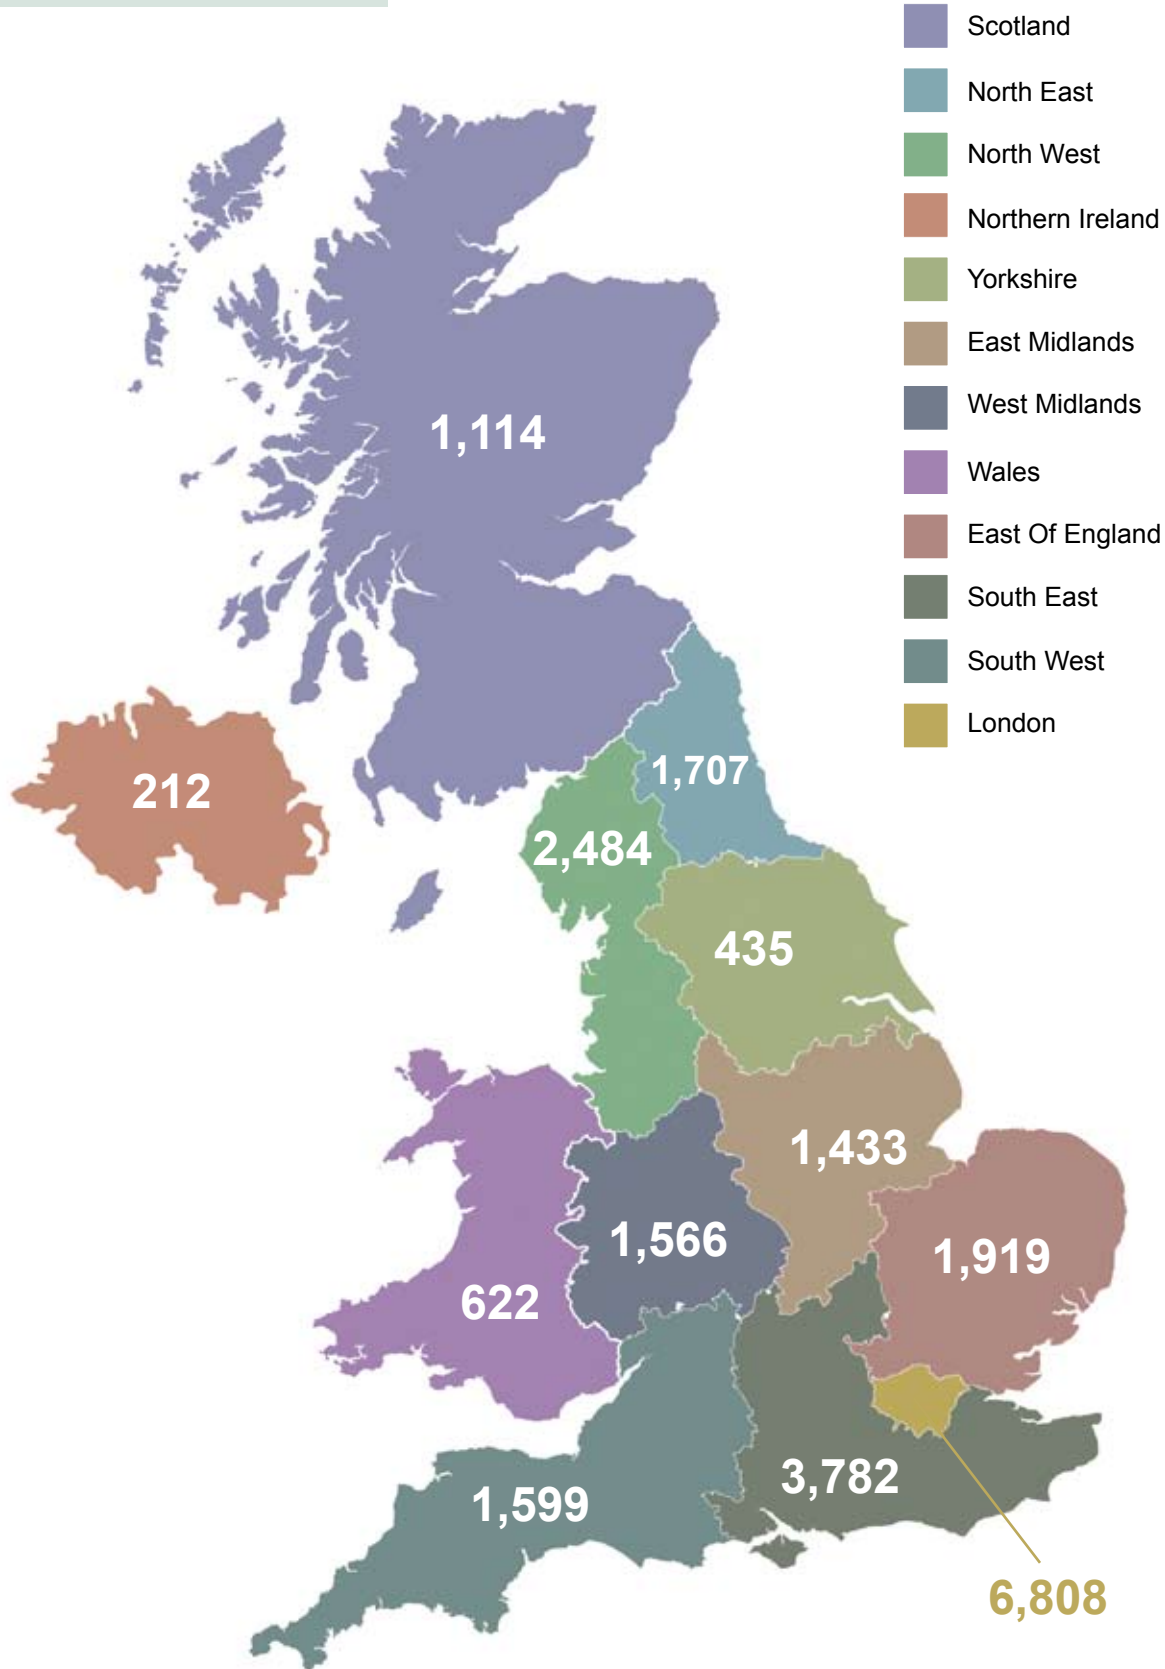 Scotland
North East
North West
Northern Ireland
Yorkshire
East Midlands
West Midlands
Wales
East Of England
South East
South West
London
1,114
1,707
212
2,484
435
1,433
1,566
1,919
622
3,782
1,599
6,808